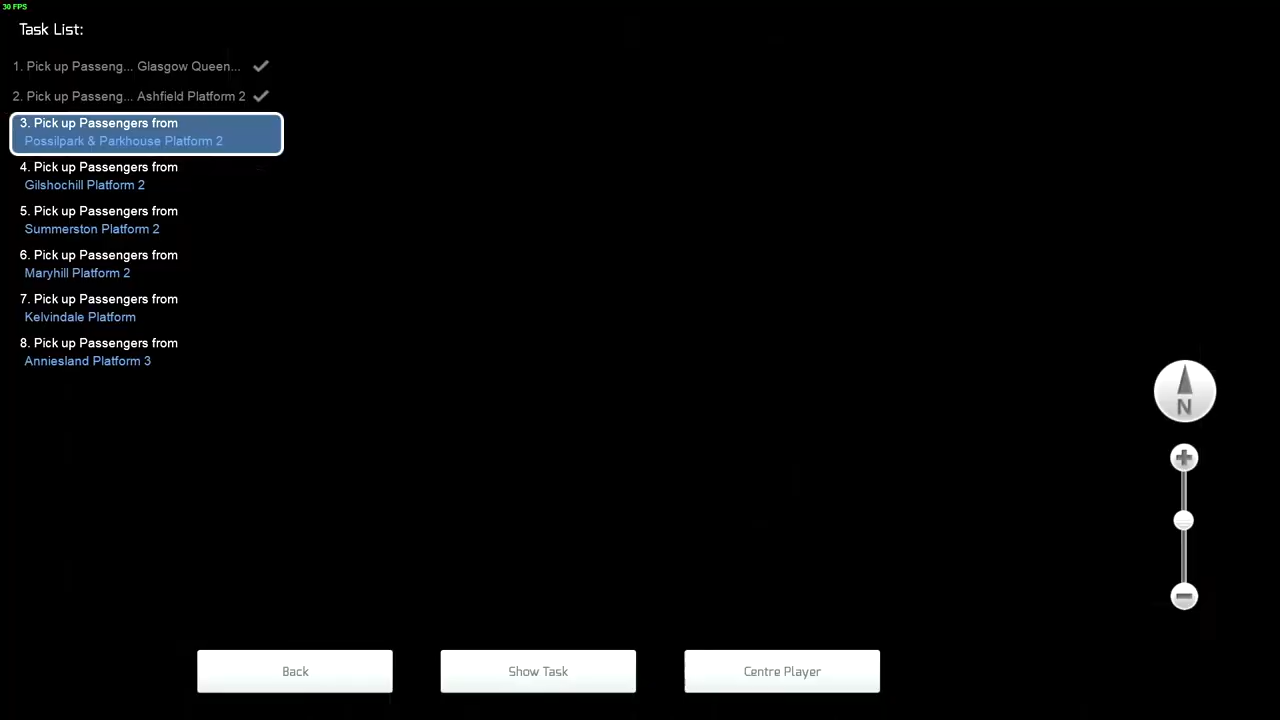 30 FPS
Task List:
1. Pick up Passeng... Glasgow Queen...
2. Pick up Passeng... Ashfield Platform 2
3. Pick up Passengers from
Possilpark & Parkhouse Platform 2
4. Pick up Passengers from
Gilshochill Platform 2
5. Pick up Passengers from
Summerston Platform 2
6. Pick up Passengers from
Maryhill Platform 2
7. Pick up Passengers from
Kelvindale Platform
8. Pick up Passengers from
Anniesland Platform 3
N
Back
Show Task
Centre Player